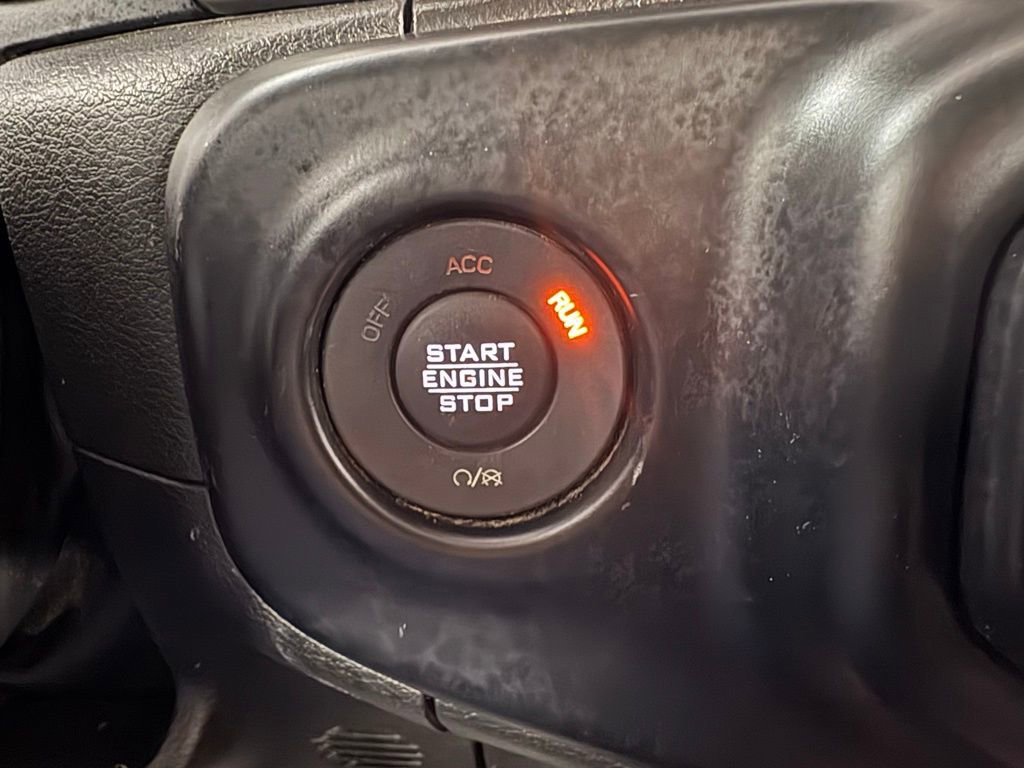 ACC
OFF
RUN
START
ENGINE
STOP